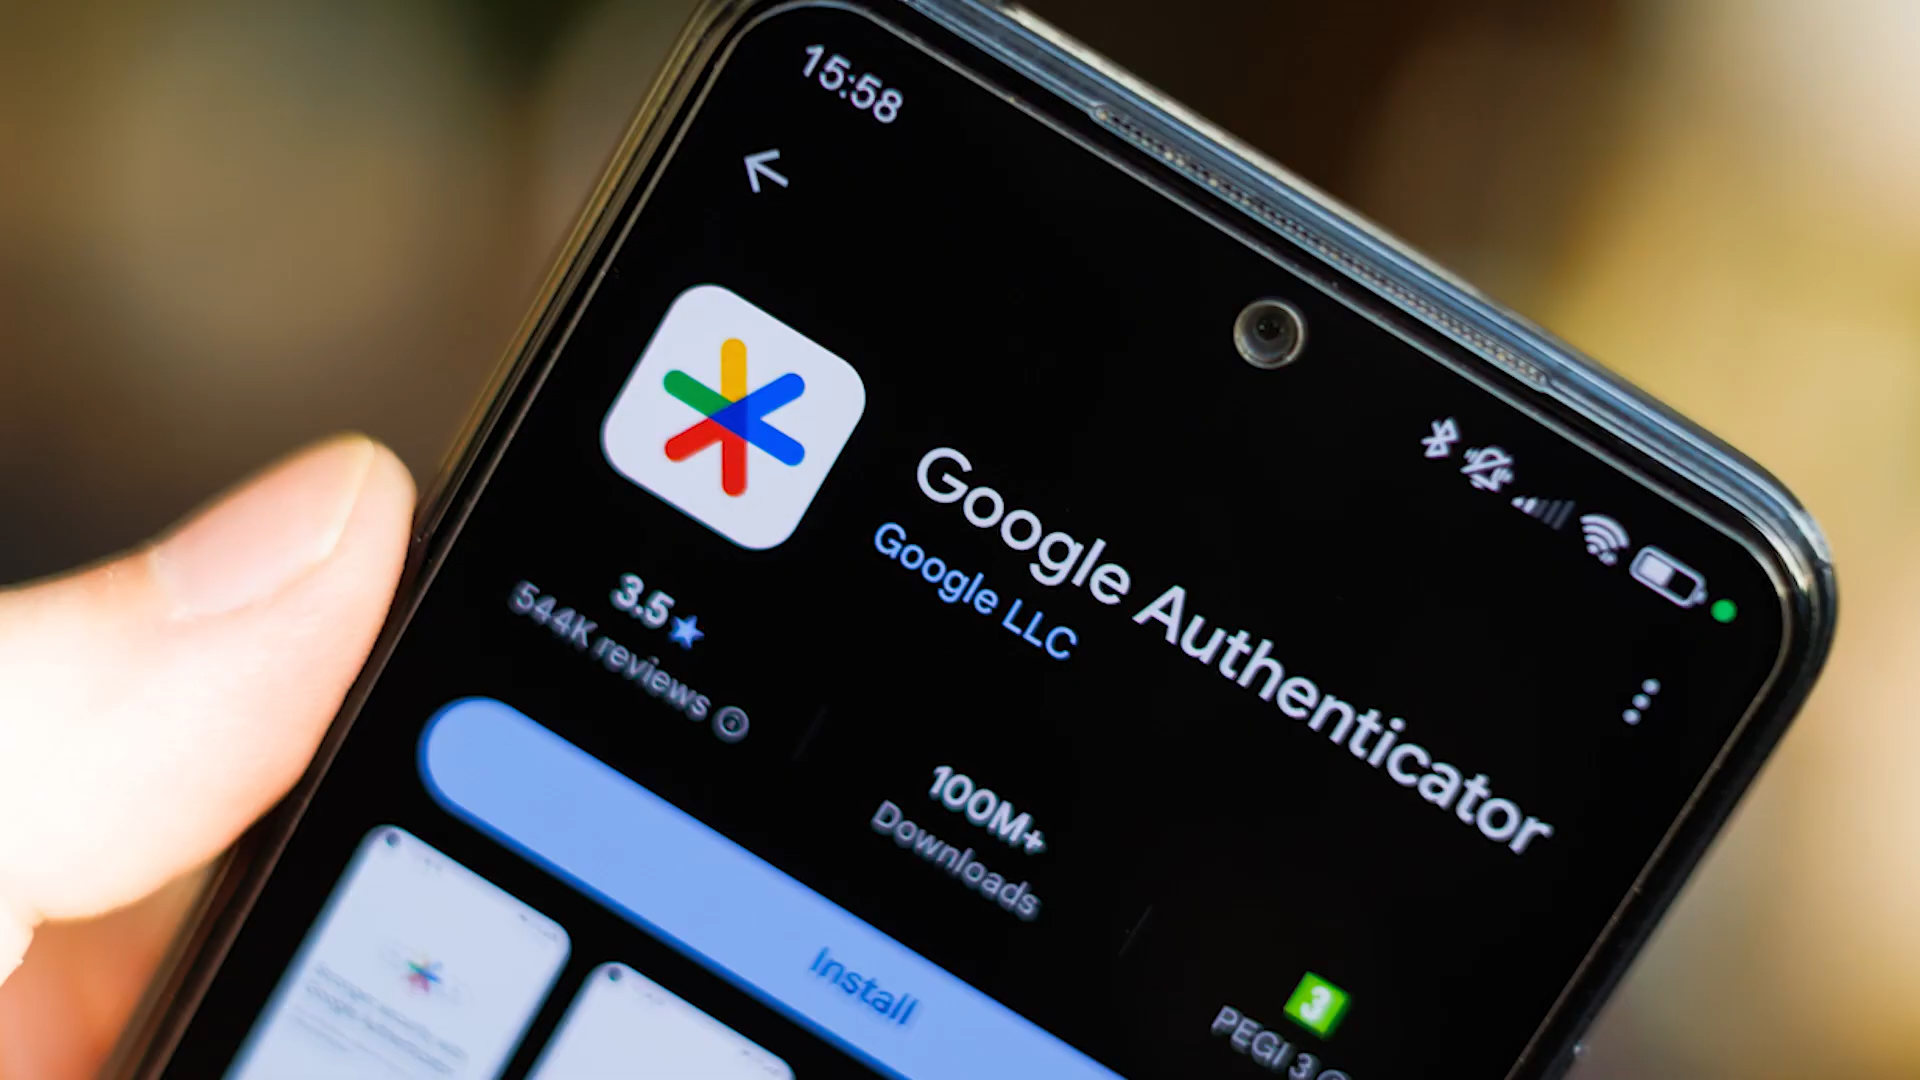 15:58
Google Authenticator
Google LLC
3.5★
544K reviews
100M+
Downloads
3
PEGI 3
Install